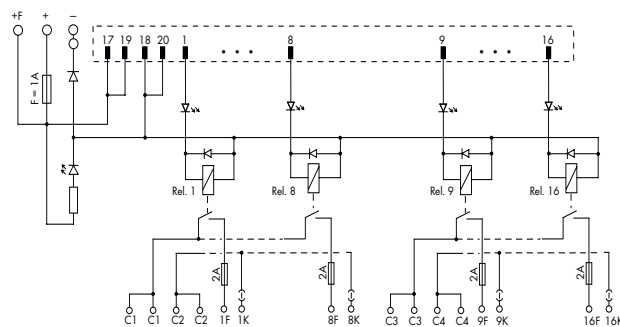 +F + −
17 19 18 20 1 • • • 8 9 • • • 16
F = 1A
Rel. 1 Rel. 8 Rel. 9 Rel. 16
2A 2A 2A 2A
C1 C1 C2 C2 1F 1K 8F 8K C3 C3 C4 C4 9F 9K 16F 16K